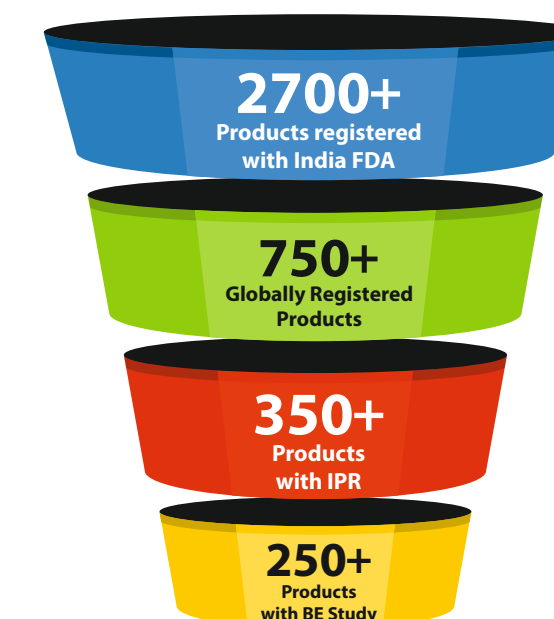 2700+
Products registered
with India FDA
750+
Globally Registered
Products
350+
Products
with IPR
250+
Products
with BE Study